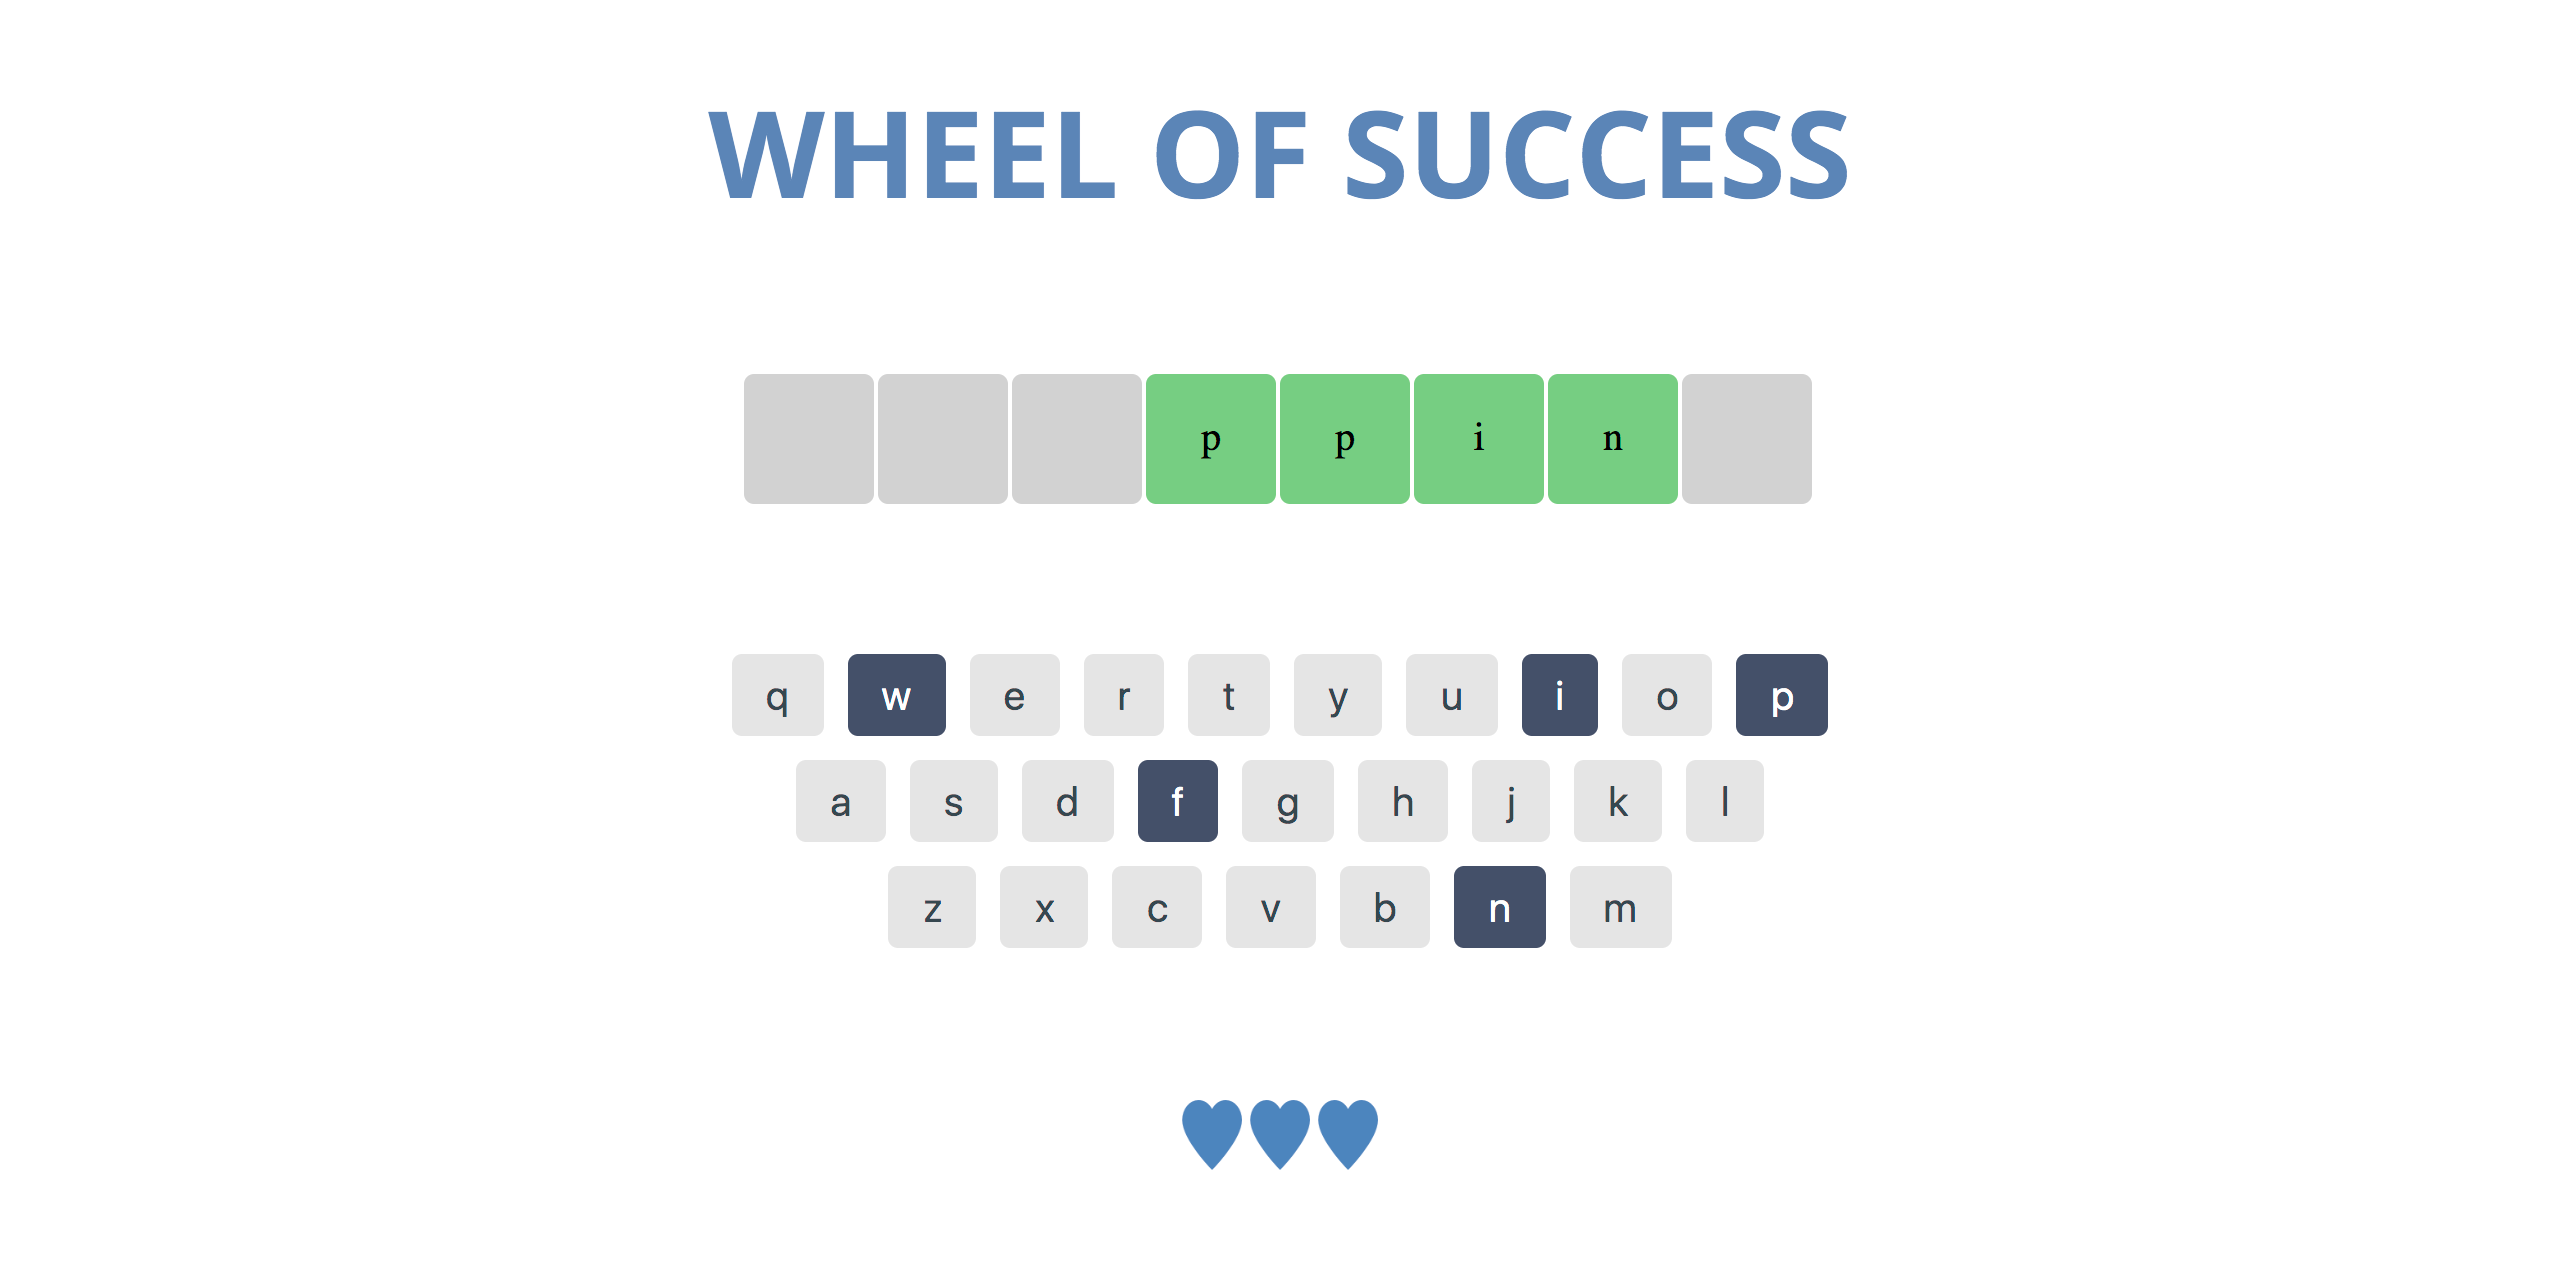 WHEEL OF SUCCESS
p p i n
q w e r t y u i o p
a s d f g h j k l
z x c v b n m